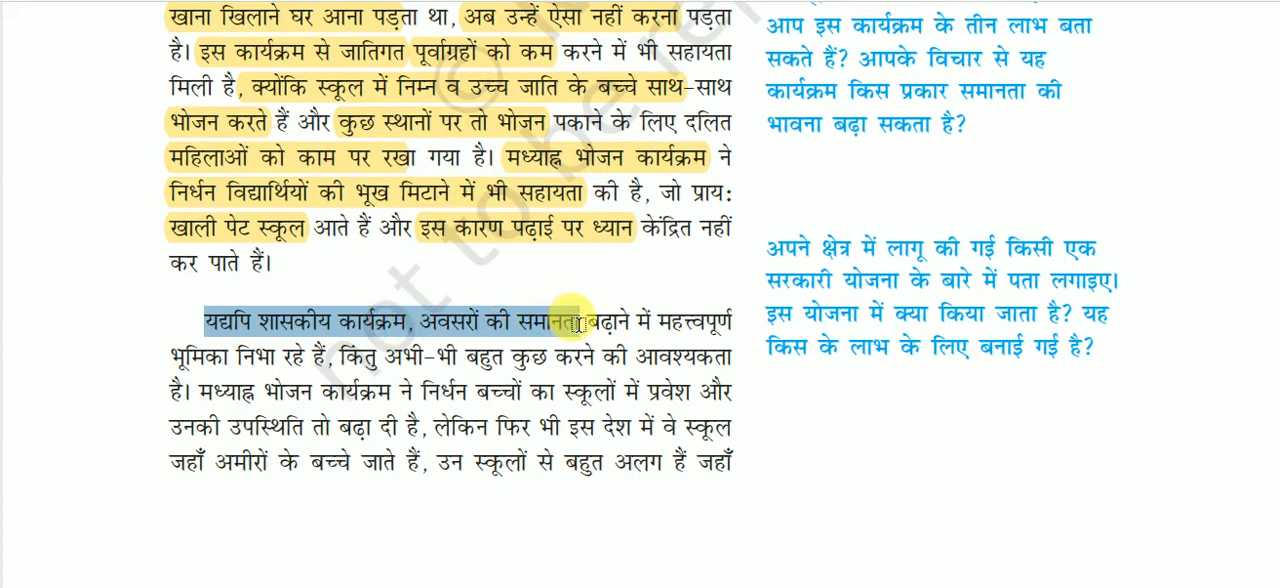 खाना खिलाने घर आना पड़ता था, अब उन्हें ऐसा नहीं करना पड़ता
है। इस कार्यक्रम से जातिगत पूर्वाग्रहों को कम करने में भी सहायता
मिली है, क्योंकि स्कूल में निम्न व उच्च जाति के बच्चे साथ-साथ
भोजन करते हैं और कुछ स्थानों पर तो भोजन पकाने के लिए दलित
महिलाओं को काम पर रखा गया है। मध्याह्न भोजन कार्यक्रम ने
निर्धन विद्यार्थियों की भूख मिटाने में भी सहायता की है, जो प्राय:
खाली पेट स्कूल आते हैं और इस कारण पढ़ाई पर ध्यान केंद्रित नहीं
कर पाते हैं।
यद्यपि शासकीय कार्यक्रम, अवसरों की समानता बढ़ाने में महत्त्वपूर्ण
भूमिका निभा रहे हैं, किंतु अभी-भी बहुत कुछ करने की आवश्यकता
है। मध्याह्न भोजन कार्यक्रम ने निर्धन बच्चों का स्कूलों में प्रवेश और
उनकी उपस्थिति तो बढ़ा दी है, लेकिन फिर भी इस देश में वे स्कूल
जहाँ अमीरों के बच्चे जाते हैं, उन स्कूलों से बहुत अलग हैं जहाँ
आप इस कार्यक्रम के तीन लाभ बता
सकते हैं? आपके विचार से यह
कार्यक्रम किस प्रकार समानता की
भावना बढ़ा सकता है?
अपने क्षेत्र में लागू की गई किसी एक
सरकारी योजना के बारे में पता लगाइए।
इस योजना में क्या किया जाता है? यह
किस के लाभ के लिए बनाई गई है?
© 
not to be re